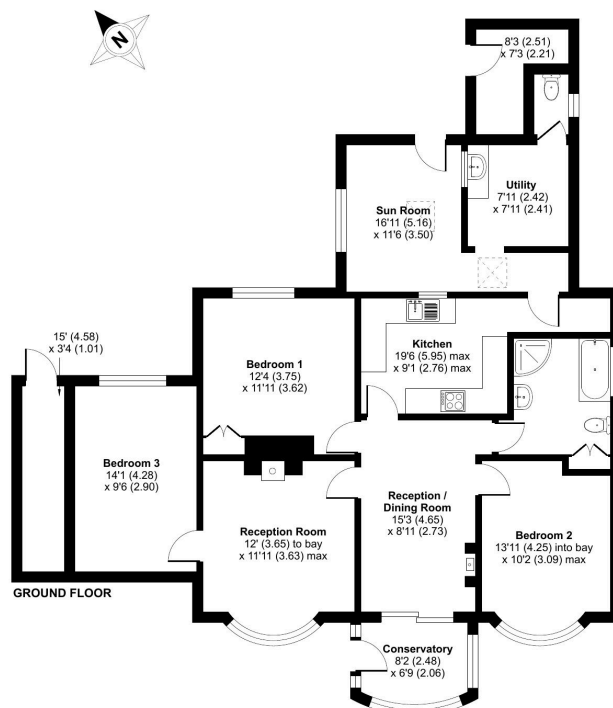 N
8'3 (2.51)
x 7'3 (2.21)
Utility
7'11 (2.42)
x 7'11 (2.41)
Sun Room
16'11 (5.16)
x 11'6 (3.50)
15' (4.58)
x 3'4 (1.01)
Bedroom 1
12'4 (3.75)
x 11'11 (3.62)
Kitchen
19'6 (5.95) max
x 9'1 (2.76) max
Bedroom 3
14'1 (4.28)
x 9'6 (2.90)
Reception Room
12' (3.65) to bay
x 11'11 (3.63) max
Reception /
Dining Room
15'3 (4.65)
x 8'11 (2.73)
Bedroom 2
13'11 (4.25) into bay
x 10'2 (3.09) max
GROUND FLOOR
Conservatory
8'2 (2.48)
x 6'9 (2.06)